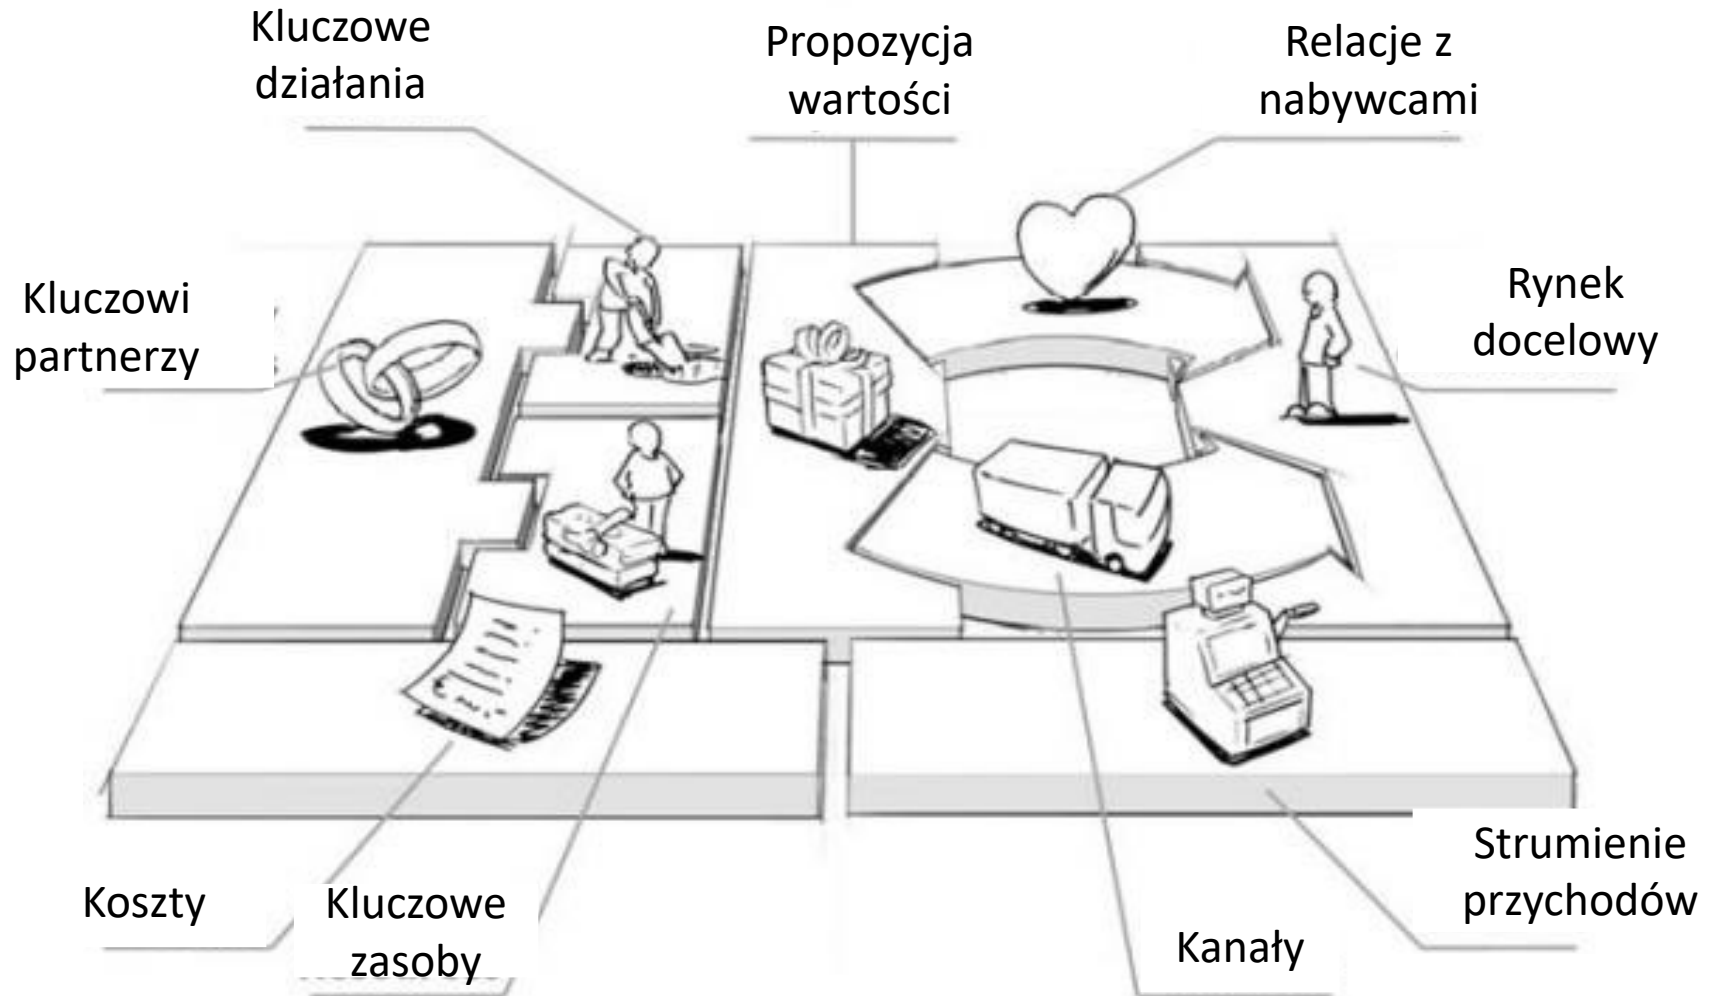 Kluczowe
działania
Propozycja
wartości
Relacje z
nabywcami
Kluczowi
partnerzy
Rynek
docelowy
Koszty
Kluczowe
zasoby
Kanały
Strumienie
przychodów